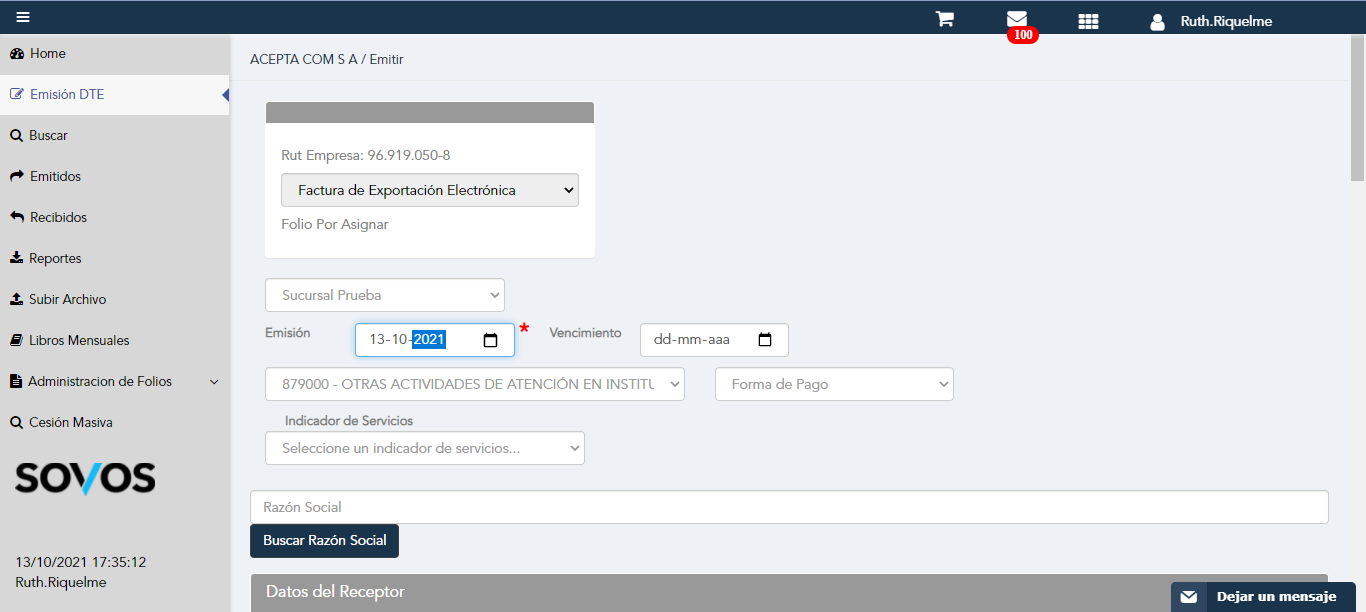 100
Ruth.Riquelme
Home
Emisión DTE
Buscar
Emitidos
Recibidos
Reportes
Subir Archivo
Libros Mensuales
Administracion de Folios
Cesión Masiva
SOVOS
13/10/2021 17:35:12
Ruth.Riquelme
ACEPTA COM S A / Emitir
Rut Empresa: 96.919.050-8
Factura de Exportación Electrónica
Folio Por Asignar
Sucursal Prueba
Emisión 13-10-2021 * Vencimiento dd-mm-aaa
879000 - OTRAS ACTIVIDADES DE ATENCIÓN EN INSTITU Forma de Pago
Indicador de Servicios
Seleccione un indicador de servicios...
Razón Social
Buscar Razón Social
Datos del Receptor
Dejar un mensaje